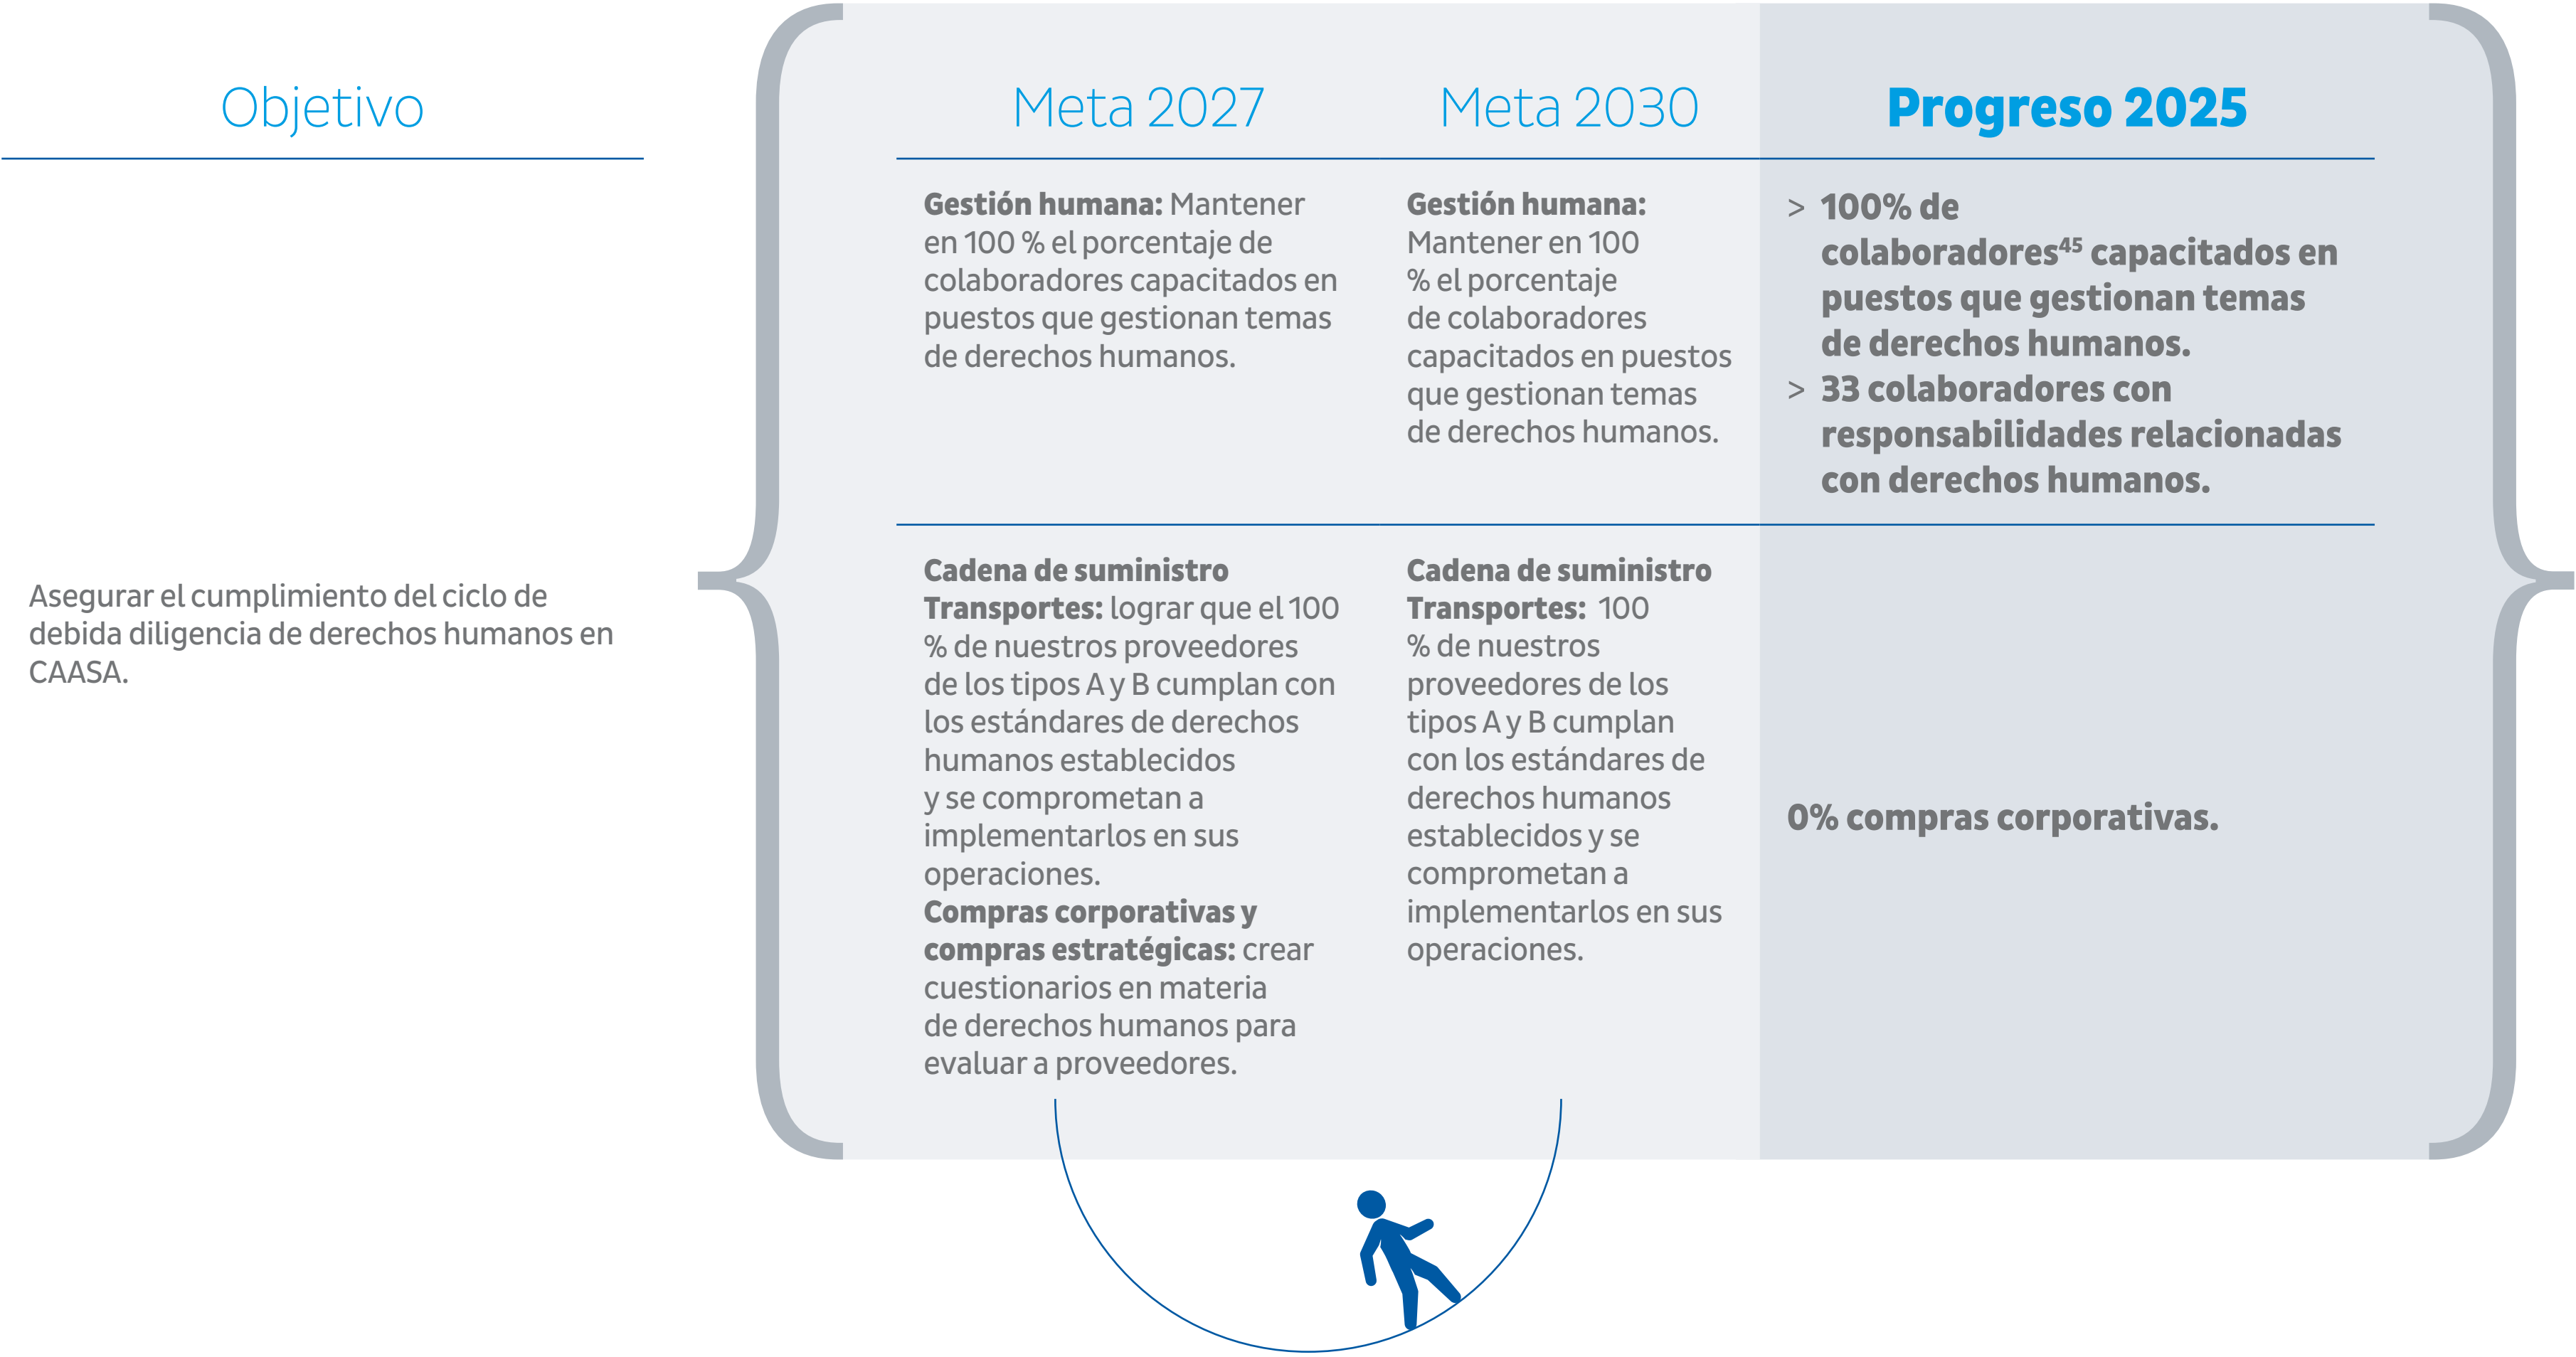 Objetivo
Meta 2027
Meta 2030
Progreso 2025
Asegurar el cumplimiento del ciclo de
debida diligencia de derechos humanos en
CAASA.
Gestión humana: Mantener
en 100 % el porcentaje de
colaboradores capacitados en
puestos que gestionan temas
de derechos humanos.
Gestión humana:
Mantener en 100
% el porcentaje
de colaboradores
capacitados en puestos
que gestionan temas
de derechos humanos.
> 100% de
colaboradores⁴⁵ capacitados en
puestos que gestionan temas
de derechos humanos.
> 33 colaboradores con
responsabilidades relacionadas
con derechos humanos.
Cadena de suministro
Transportes: lograr que el 100
% de nuestros proveedores
de los tipos A y B cumplan con
los estándares de derechos
humanos establecidos
y se comprometan a
implementarlos en sus
operaciones.
Compras corporativas y
compras estratégicas: crear
cuestionarios en materia
de derechos humanos para
evaluar a proveedores.
Cadena de suministro
Transportes: 100
% de nuestros
proveedores de los
tipos A y B cumplan
con los estándares de
derechos humanos
establecidos y se
comprometan a
implementarlos en sus
operaciones.
0% compras corporativas.